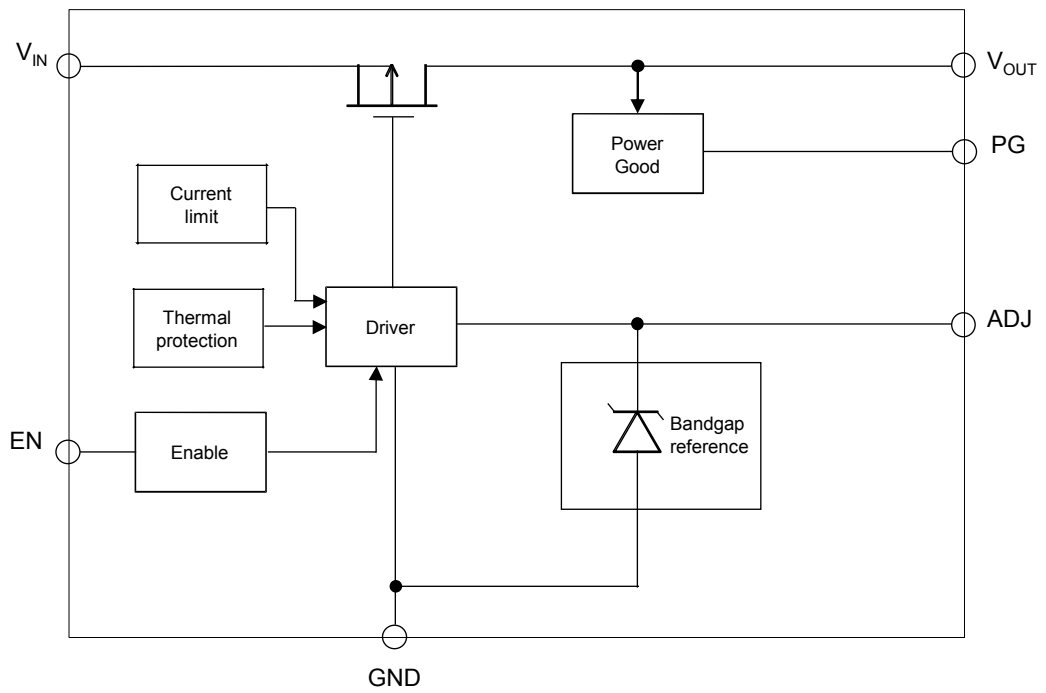 V_IN
V_OUT
Power
Good
PG
Current
limit
Thermal
protection
Driver
ADJ
EN
Enable
Bandgap
reference
GND